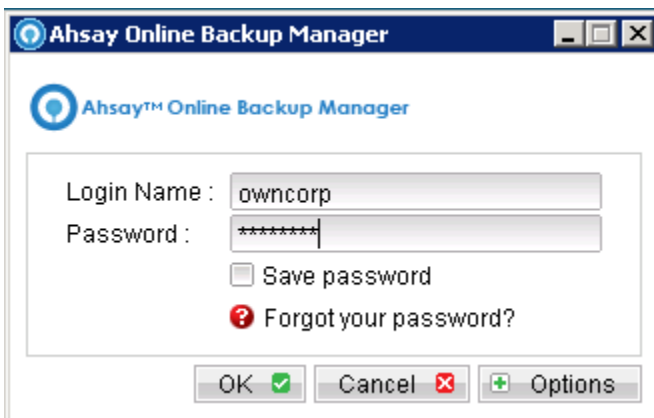 Ahsay Online Backup Manager
Ahsay™ Online Backup Manager
Login Name : owncorp
Password : ********
Save password
Forgot your password?
OK Cancel Options